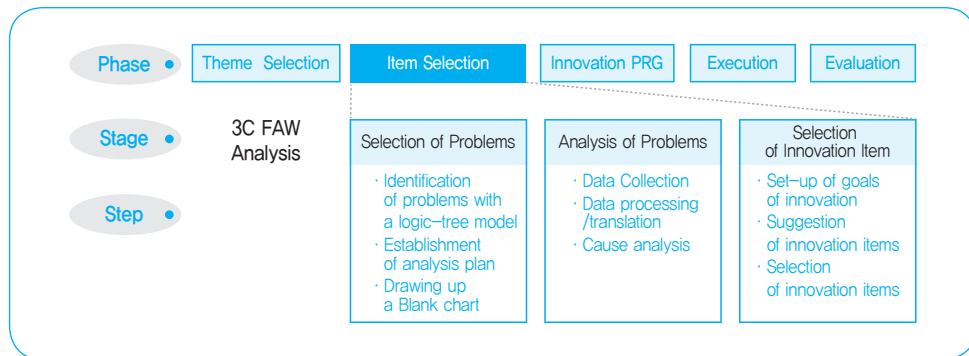 Phase
Theme Selection
Item Selection
Innovation PRG
Execution
Evaluation
Stage
3C FAW
Analysis
Selection of Problems
Analysis of Problems
Selection
of Innovation Item
Step
· Identification
of problems with
a logic-tree model
· Establishment
of analysis plan
· Drawing up
a Blank chart
· Data Collection
· Data processing
/translation
· Cause analysis
· Set-up of goals
of innovation
· Suggestion
of innovation items
· Selection
of innovation items